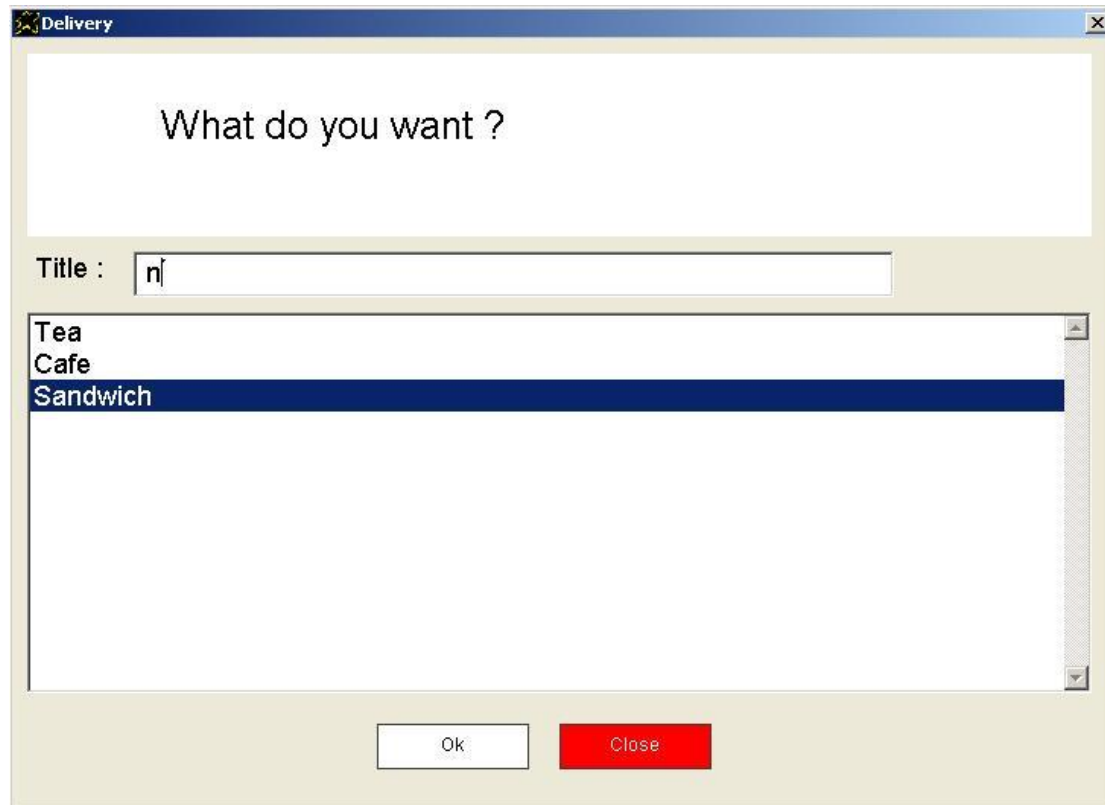 Delivery
What do you want ?
Title : n
Tea
Cafe
Sandwich
Ok Close